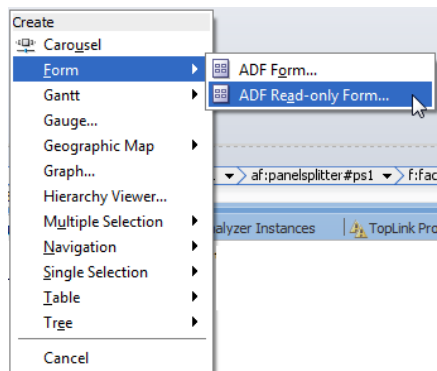 Create
Carousel
Form
Gantt
Gauge...
Geographic Map
Graph...
Hierarchy Viewer...
Multiple Selection
Navigation
Single Selection
Table
Tree
Cancel
ADF Form...
ADF Read-only Form...
af:panelsplitter#ps1 f:fac
alyzer Instances TopLink Pro